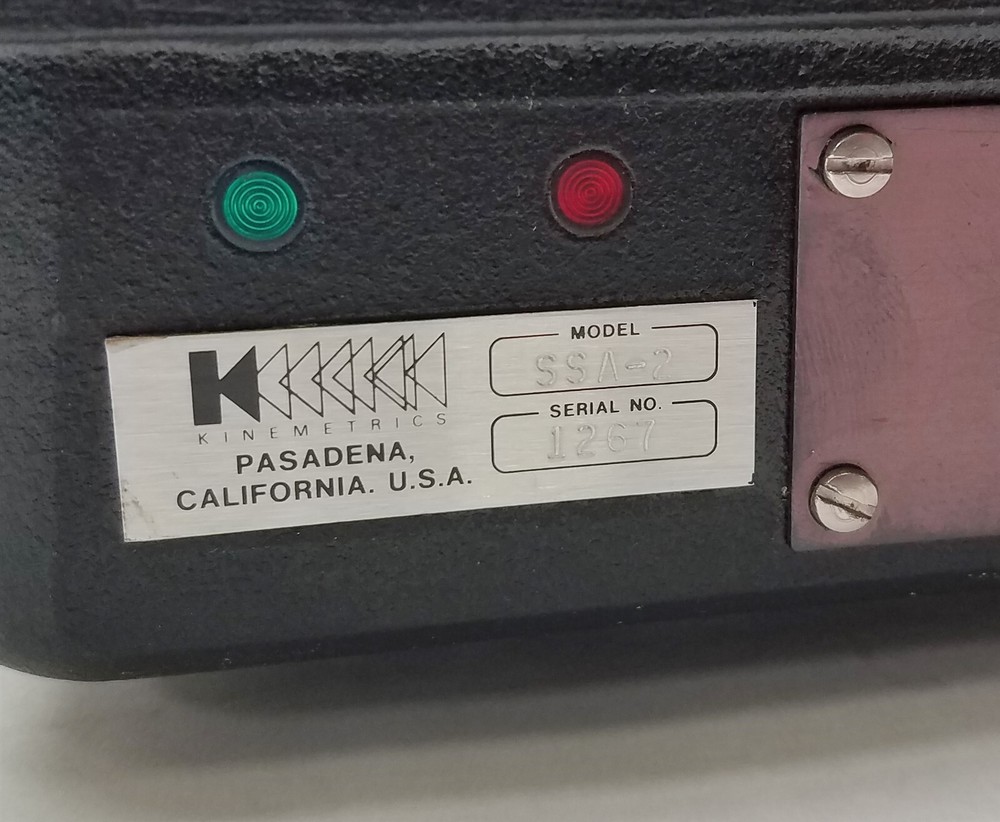 KINEMETRICS
PASADENA,
CALIFORNIA. U.S.A.
MODEL
SSA-2
SERIAL NO.
1267